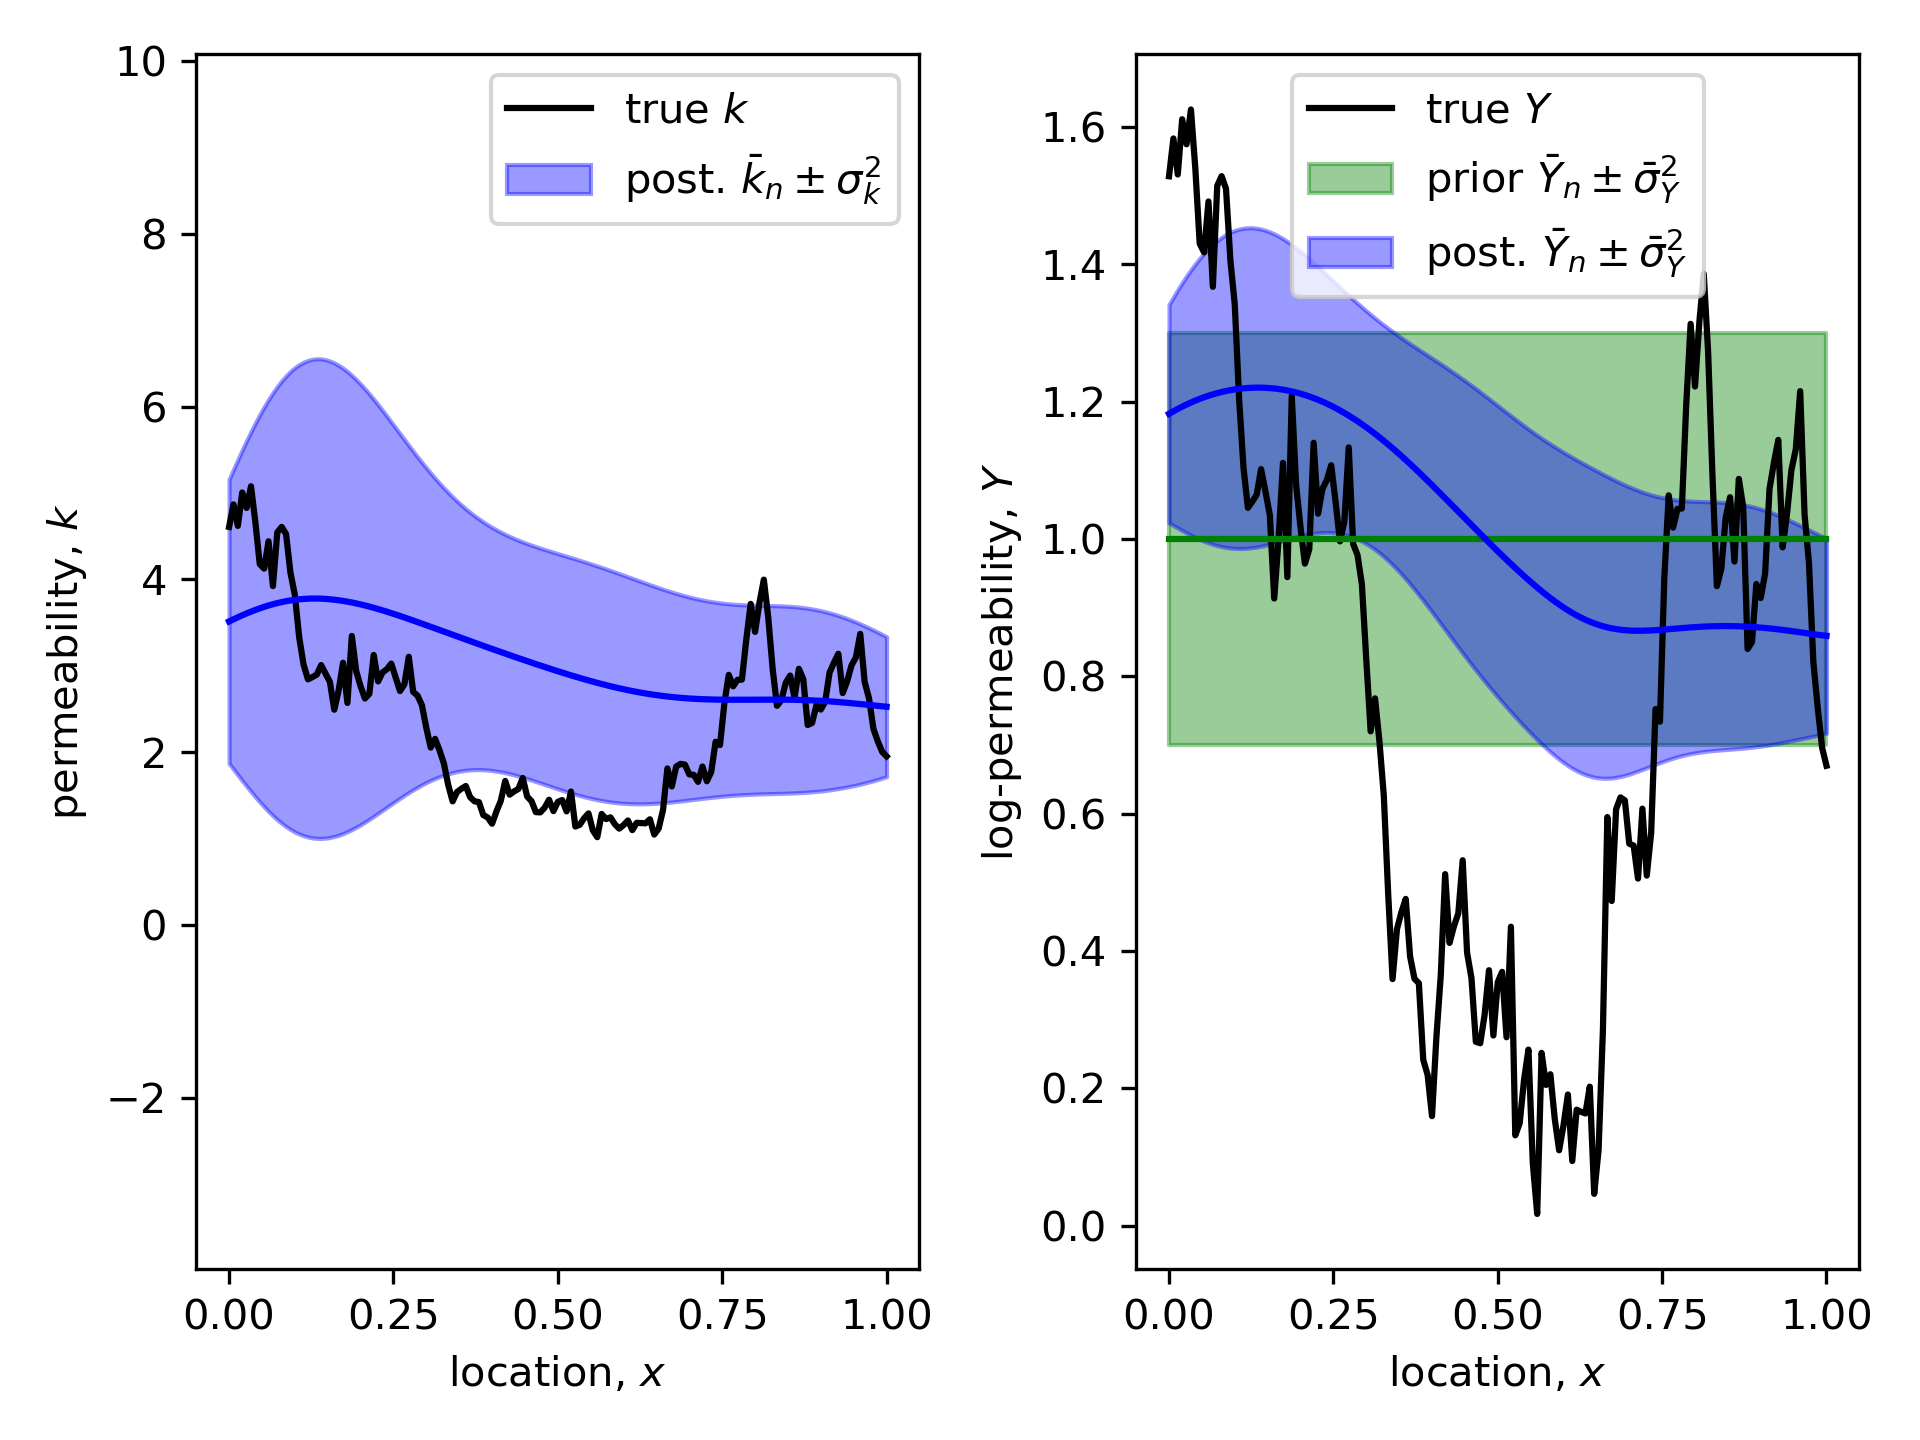 10
8
6
4
2
0
−2
permeability, k
0.00 0.25 0.50 0.75 1.00
location, x
true k
post. k̄ₙ ± σ²ₖ
1.6
1.4
1.2
1.0
0.8
0.6
0.4
0.2
0.0
log-permeability, Y
0.00 0.25 0.50 0.75 1.00
location, x
true Y
prior Ȳₙ ± σ̄²_Y
post. Ȳₙ ± σ̄²_Y